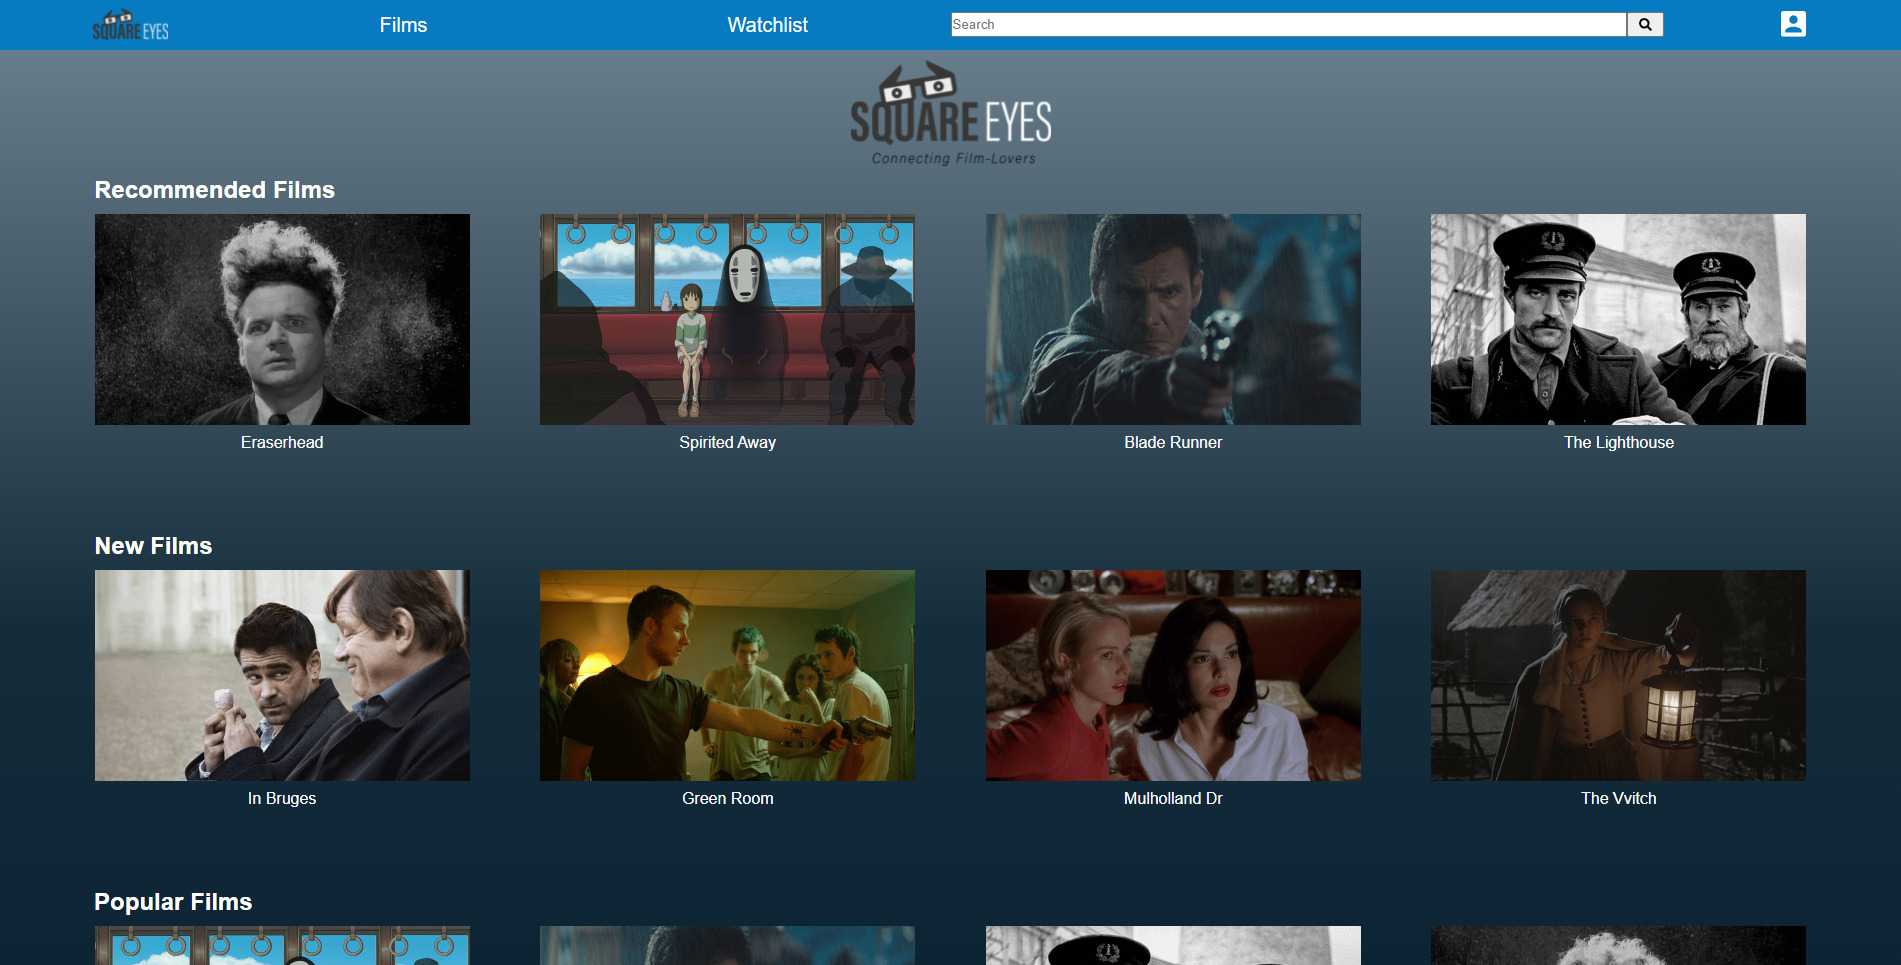 SQUARE EYES
Films
Watchlist
Search
SQUARE EYES
Connecting Film-Lovers
Recommended Films
Eraserhead
Spirited Away
Blade Runner
The Lighthouse
New Films
In Bruges
Green Room
Mulholland Dr
The Vvitch
Popular Films